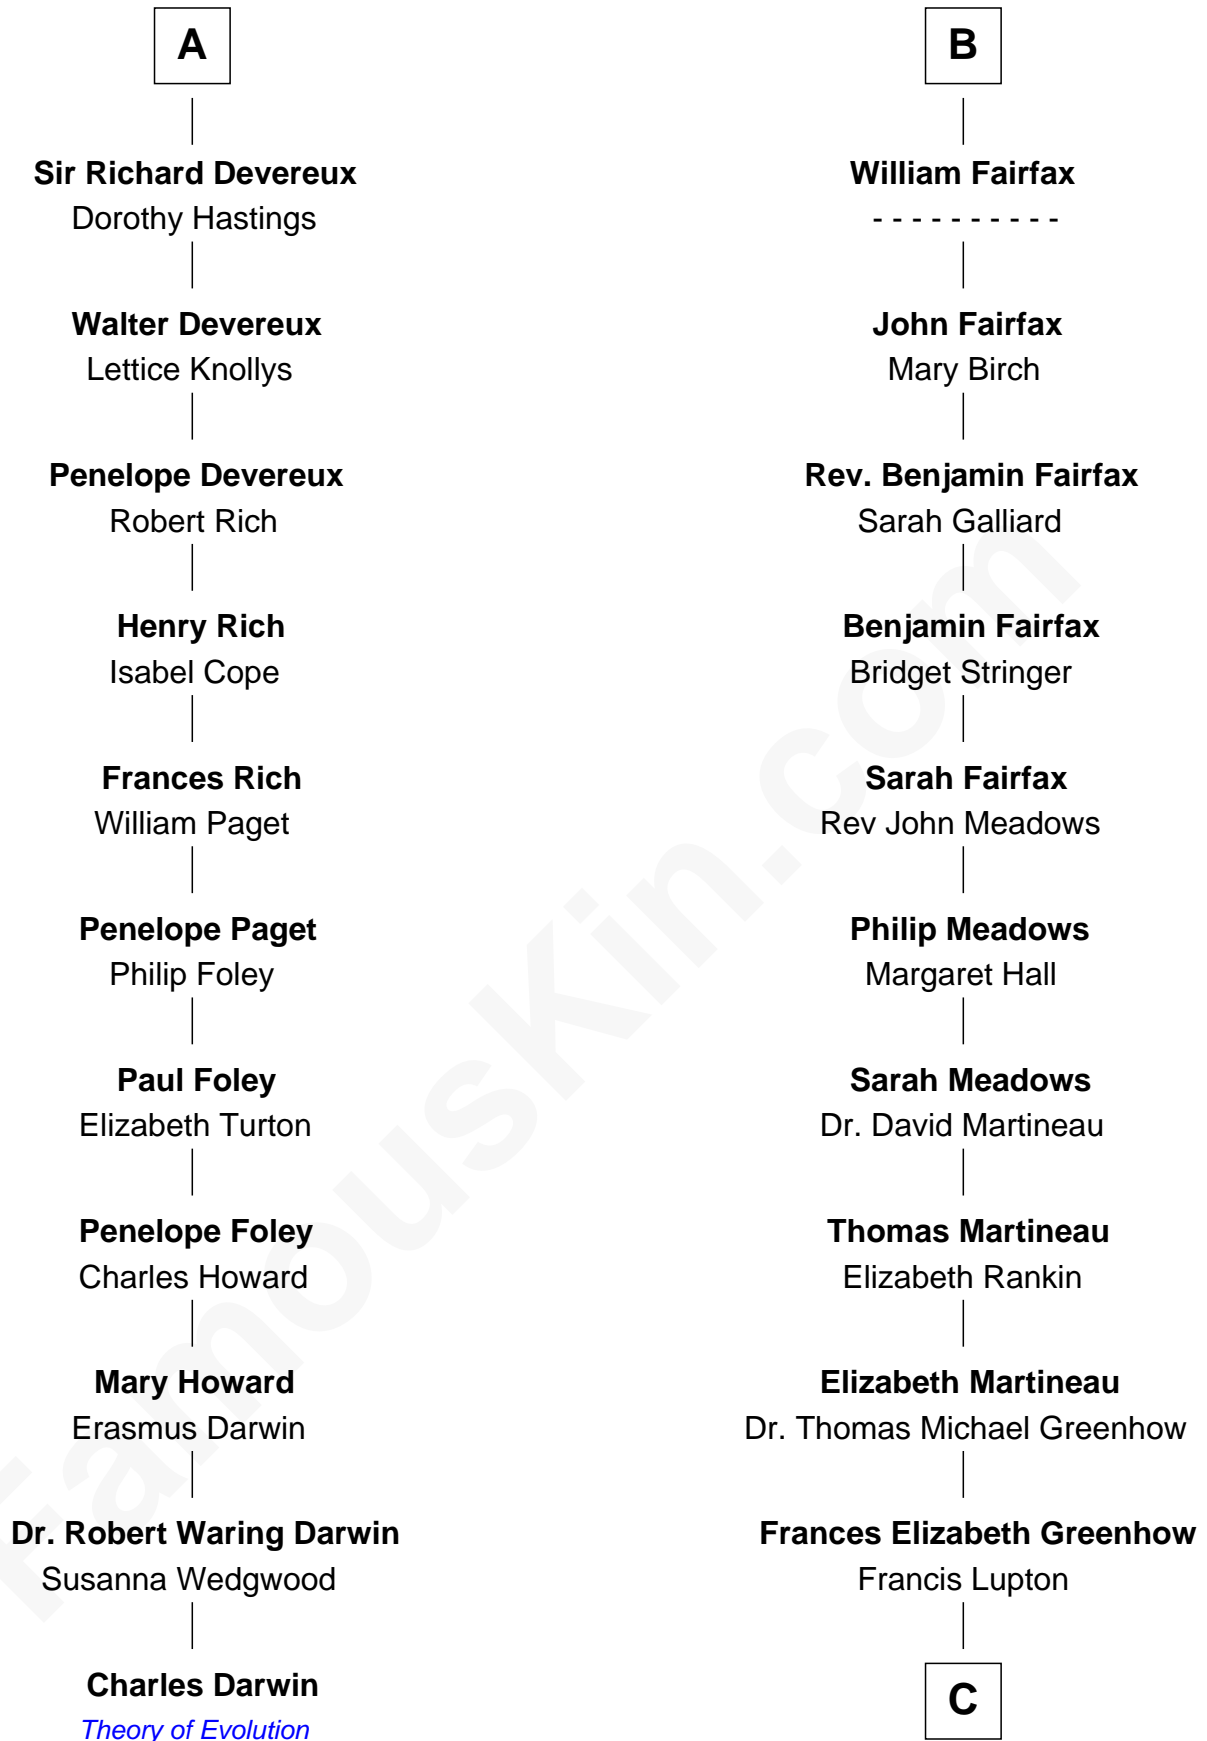 A
Sir Richard Devereux
Dorothy Hastings
Walter Devereux
Lettice Knollys
Penelope Devereux
Robert Rich
Henry Rich
Isabel Cope
Frances Rich
William Paget
Penelope Paget
Philip Foley
Paul Foley
Elizabeth Turton
Penelope Foley
Charles Howard
Mary Howard
Erasmus Darwin
Dr. Robert Waring Darwin
Susanna Wedgwood
Charles Darwin
Theory of Evolution
B
William Fairfax
- - - - - - - - - -
John Fairfax
Mary Birch
Rev. Benjamin Fairfax
Sarah Galliard
Benjamin Fairfax
Bridget Stringer
Sarah Fairfax
Rev John Meadows
Philip Meadows
Margaret Hall
Sarah Meadows
Dr. David Martineau
Thomas Martineau
Elizabeth Rankin
Elizabeth Martineau
Dr. Thomas Michael Greenhow
Frances Elizabeth Greenhow
Francis Lupton
C
FamousKin.com